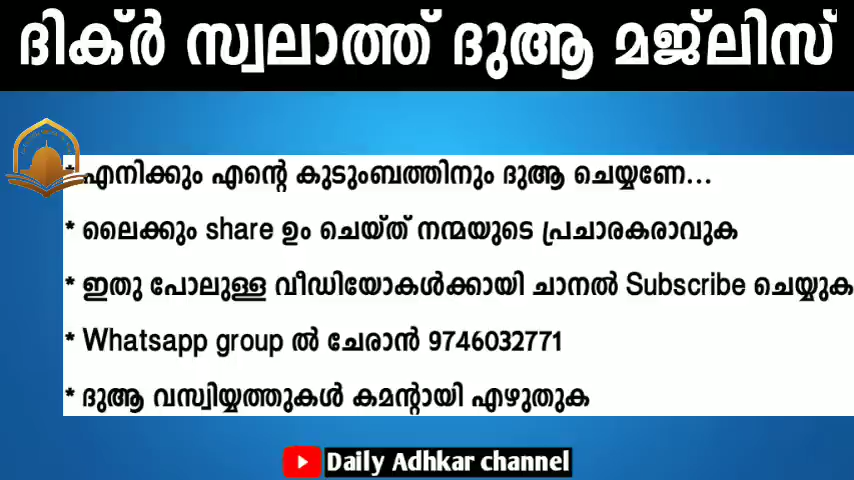 ദിക്ർ സ്വലാത്ത് ദുആ മജ്ലിസ്
* എനിക്കും എന്റെ കുടുംബത്തിനും ദുആ ചെയ്യണേ...
* ലൈക്കും share ഉം ചെയ്ത് നന്മയുടെ പ്രചാരകരാവുക
* ഇതു പോലുള്ള വീഡിയോകൾക്കായി ചാനൽ Subscribe ചെയ്യുക
* Whatsapp group ൽ ചേരാൻ 9746032771
* ദുആ വസ്വിയ്യത്തുകൾ കമന്റായി എഴുതുക
Daily Adhkar channel